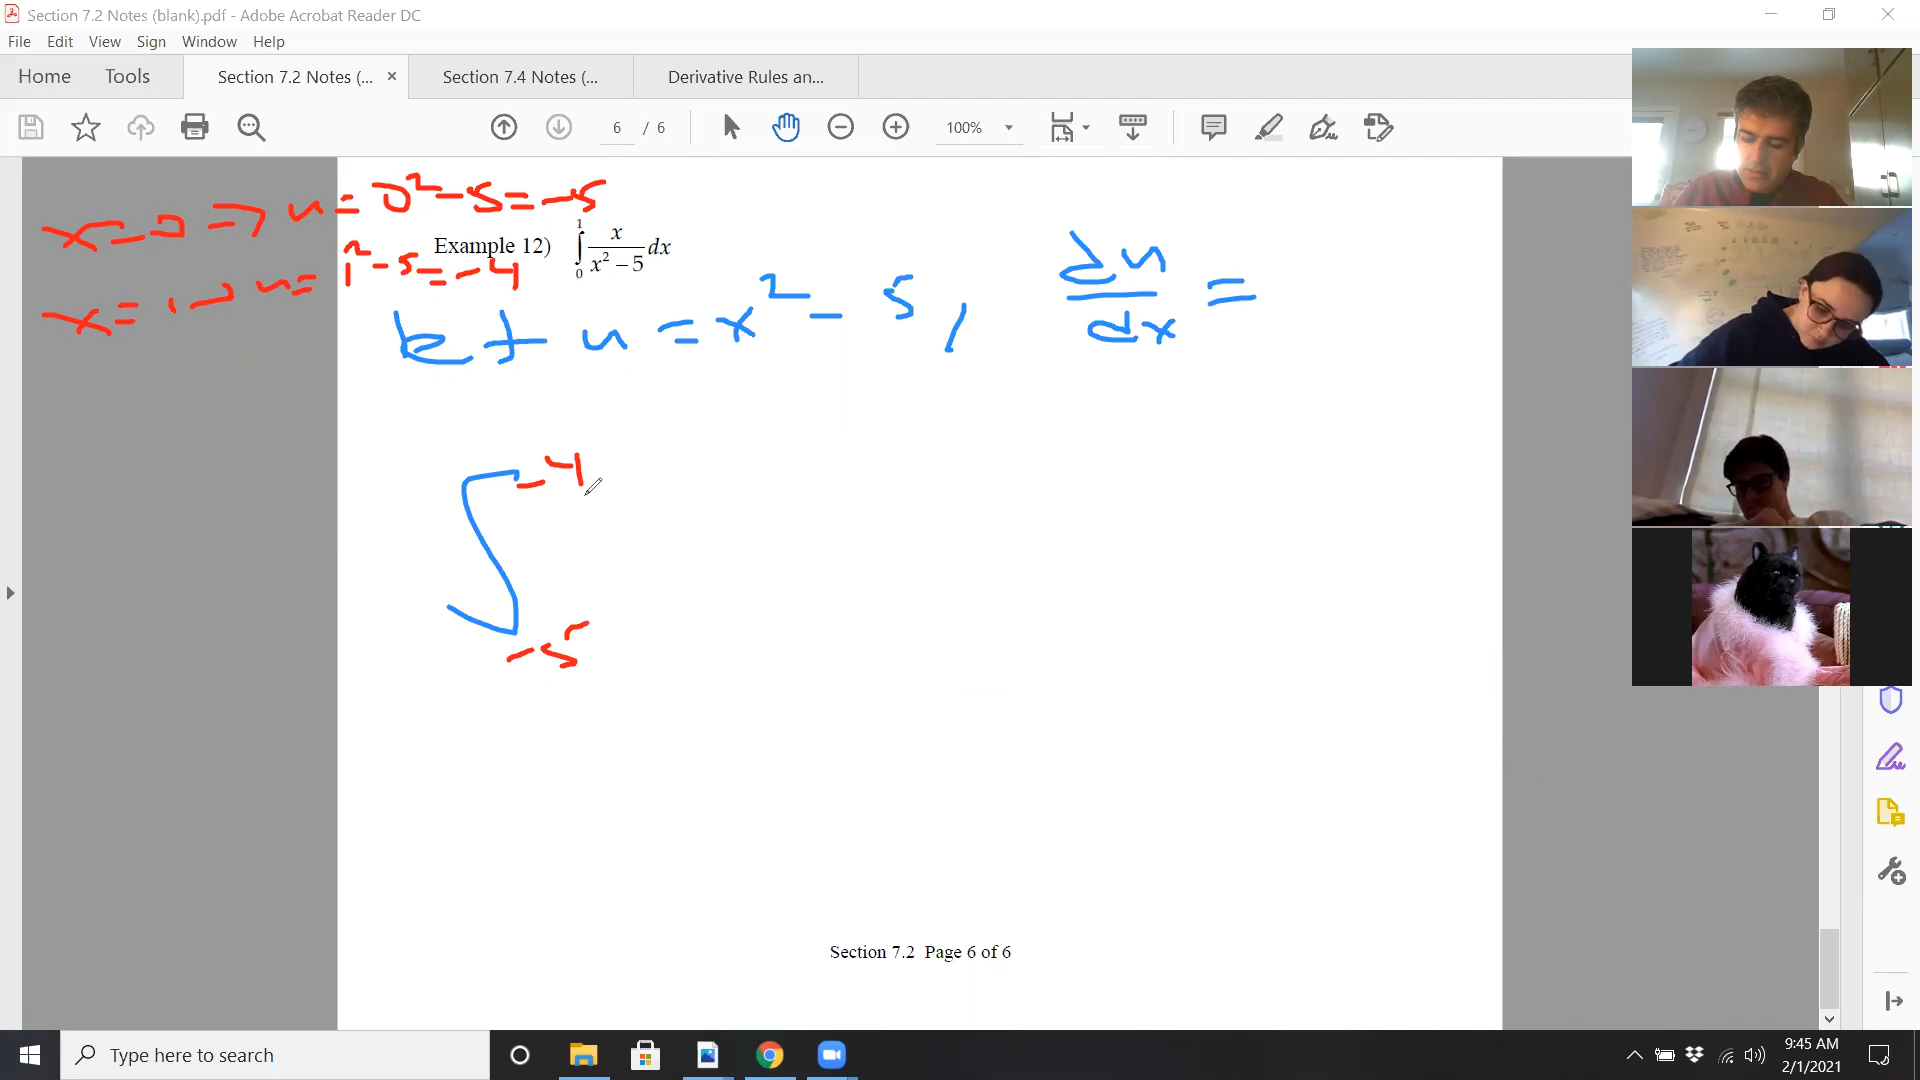 Section 7.2 Notes (blank).pdf - Adobe Acrobat Reader DC
File Edit View Sign Window Help
Home Tools Section 7.2 Notes (... × Section 7.4 Notes (... Derivative Rules an...
6 / 6 100%
x=0 ⇒ u = 0² - 5 = -5
Example 12) ∫₀¹ x/(x² − 5) dx
x=1 → u = 1² - 5 = -4
let u = x² - 5, du/dx =
∫
-4
-5
Section 7.2 Page 6 of 6
Type here to search
9:45 AM
2/1/2021